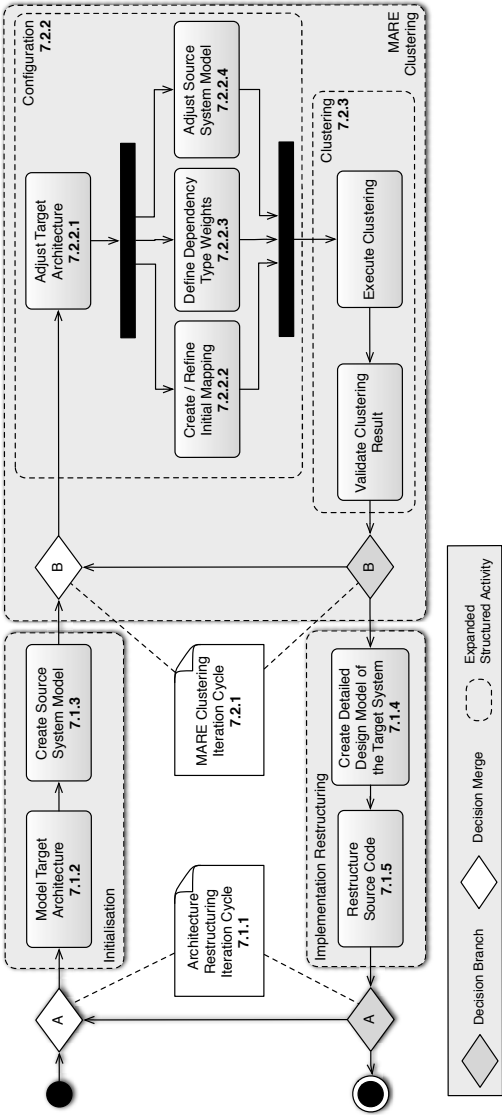 A
Model Target
Architecture
7.1.2
Create Source
System Model
7.1.3
Initialisation
B
Adjust Target
Architecture
7.2.2.1
Configuration
7.2.2
Create / Refine
Initial Mapping
7.2.2.2
Define Dependency
Type Weights
7.2.2.3
Adjust Source
System Model
7.2.2.4
MARE
Clustering
Architecture
Restructuring
Iteration Cycle
7.1.1
MARE Clustering
Iteration Cycle
7.2.1
Clustering
7.2.3
Execute Clustering
Validate Clustering
Result
B
Implementation Restructuring
Create Detailed
Design Model of
the Target System
7.1.4
Restructure
Source Code
7.1.5
A
Decision Branch
Decision Merge
Expanded
Structured Activity